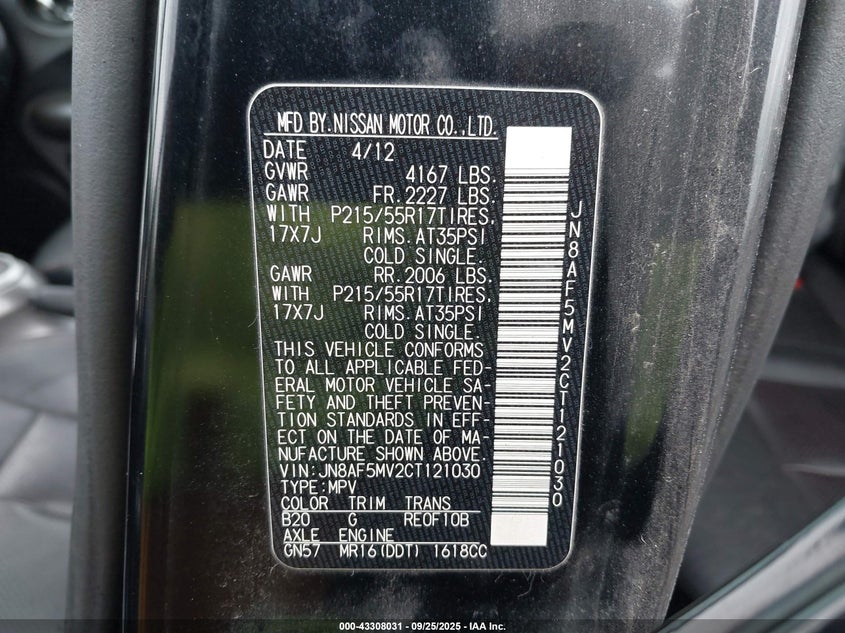 MFD BY.NISSAN MOTOR CO.,LTD.
DATE 4/12
GVWR 4167 LBS.
GAWR FR.2227 LBS.
WITH P215/55R17TIRES,
17X7J RIMS.AT35PSI
COLD SINGLE.
GAWR RR.2006 LBS.
WITH P215/55R17TIRES,
17X7J RIMS.AT35PSI
COLD SINGLE.
THIS VEHICLE CONFORMS
TO ALL APPLICABLE FED-
ERAL MOTOR VEHICLE SA-
FETY AND THEFT PREVEN-
TION STANDARDS IN EFF-
ECT ON THE DATE OF MA-
NUFACTURE SHOWN ABOVE.
VIN:JN8AF5MV2CT121030
TYPE:MPV
COLOR TRIM TRANS
B20 G RE0F10B
AXLE ENGINE
GN57 MR16(DDT) 1618CC
JN8AF5MV2CT121030
000-43308031 - 09/25/2025 - IAA Inc.